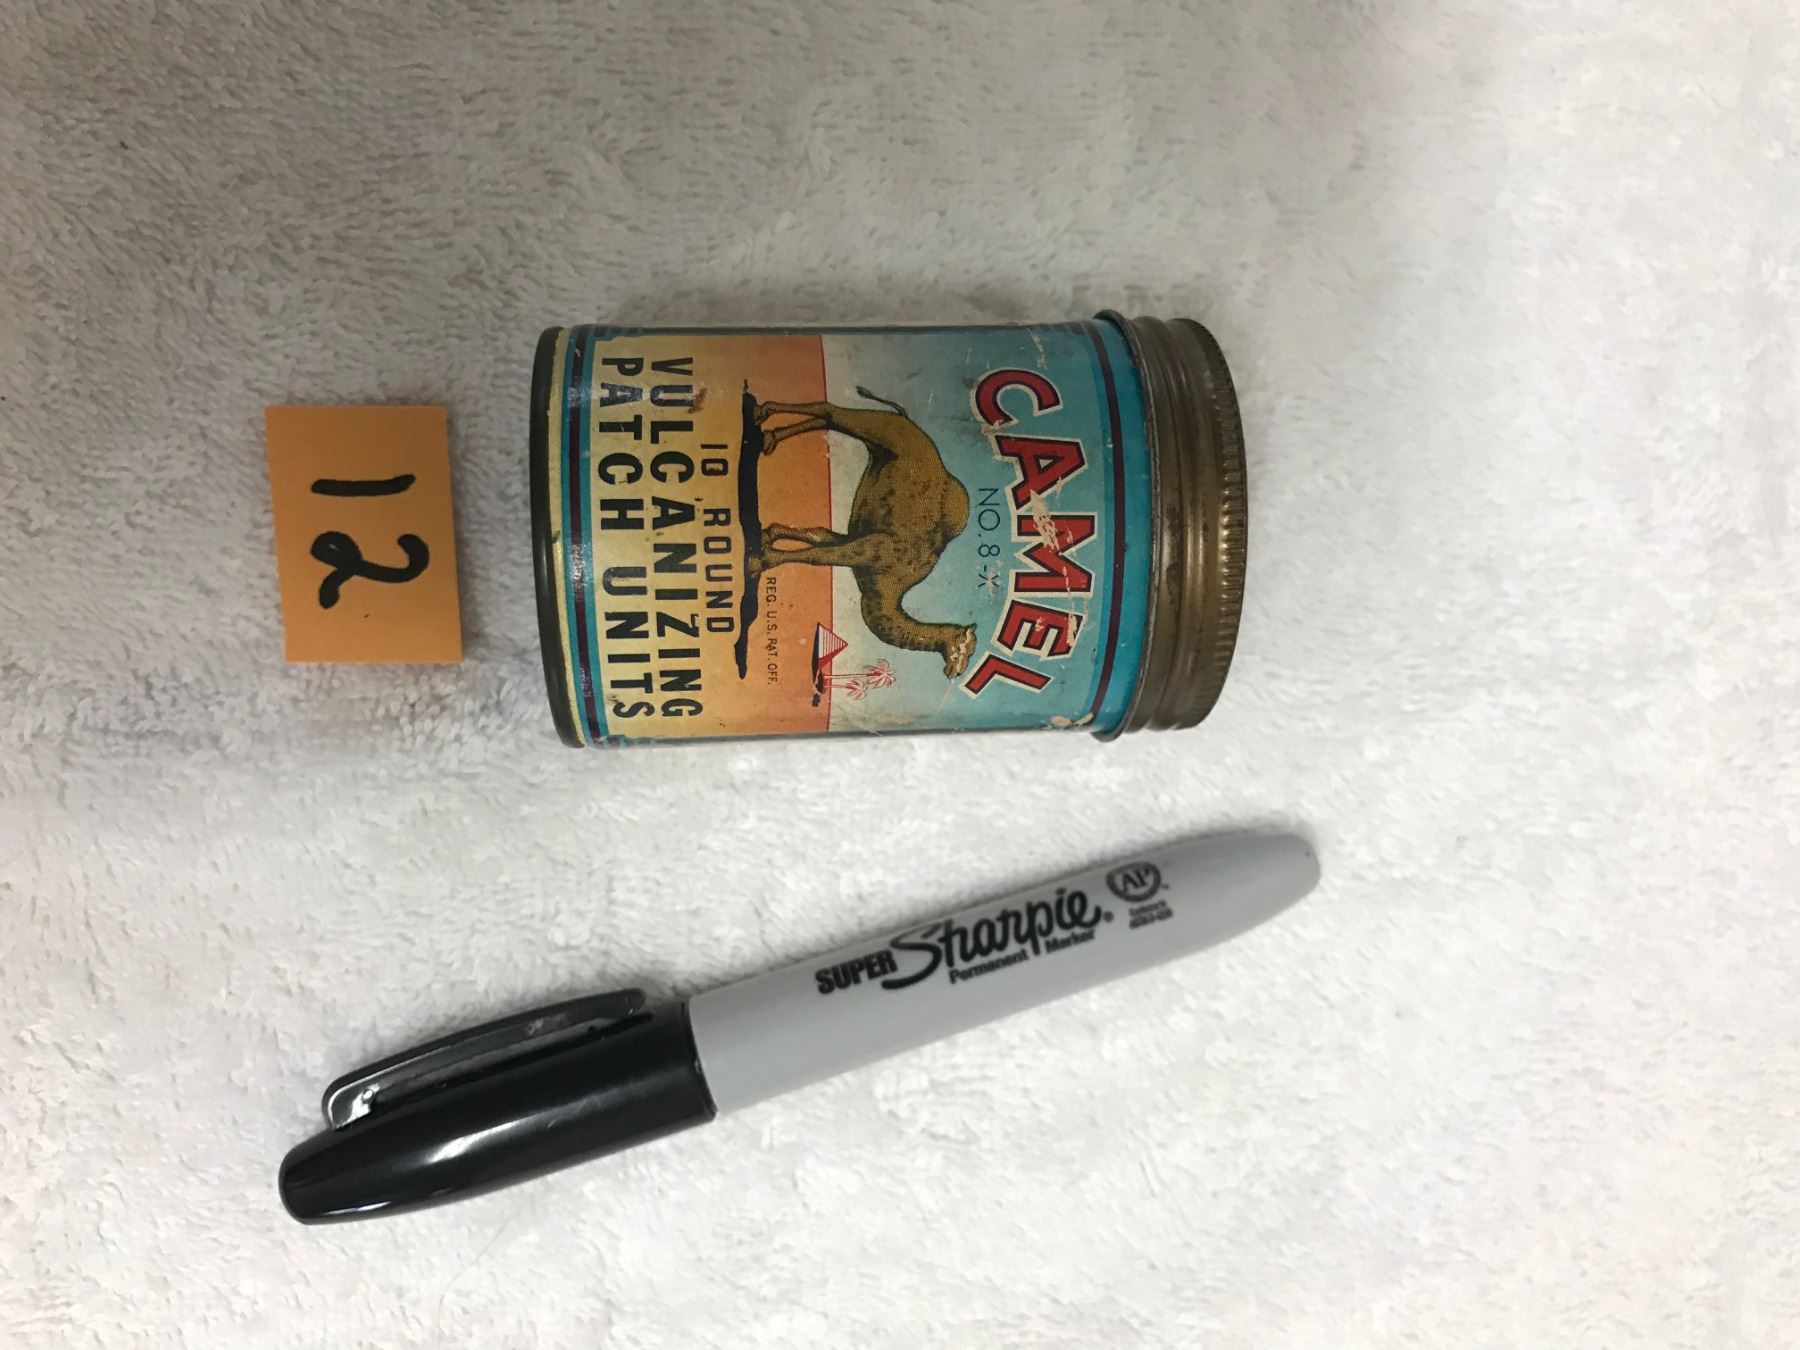 12
CAMEL
NO. 8-X
REG. U.S. PAT. OFF.
10 ROUND
VULCANIZING
PATCH UNITS
SUPER Sharpie®
Permanent Marker
AP